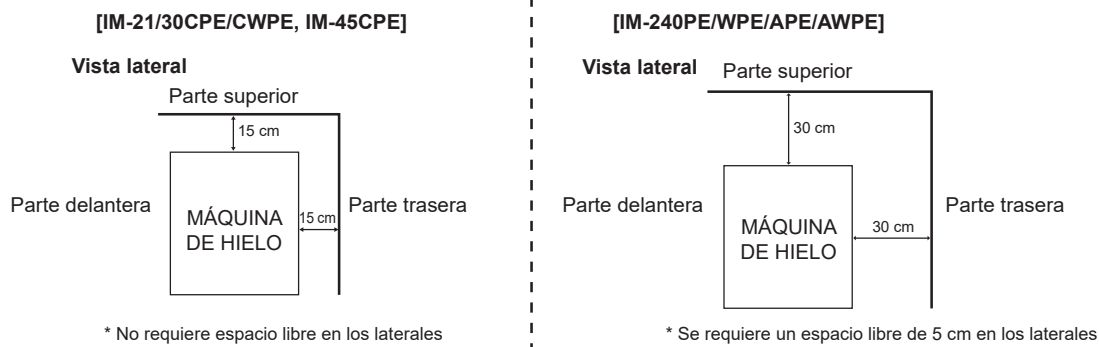 [IM-21/30CPE/CWPE, IM-45CPE]
Vista lateral
Parte superior
15 cm
Parte delantera
MÁQUINA
DE HIELO
15 cm
Parte trasera
* No requiere espacio libre en los laterales
[IM-240PE/WPE/APE/AWPE]
Vista lateral
Parte superior
30 cm
Parte delantera
MÁQUINA
DE HIELO
30 cm
Parte trasera
* Se requiere un espacio libre de 5 cm en los laterales